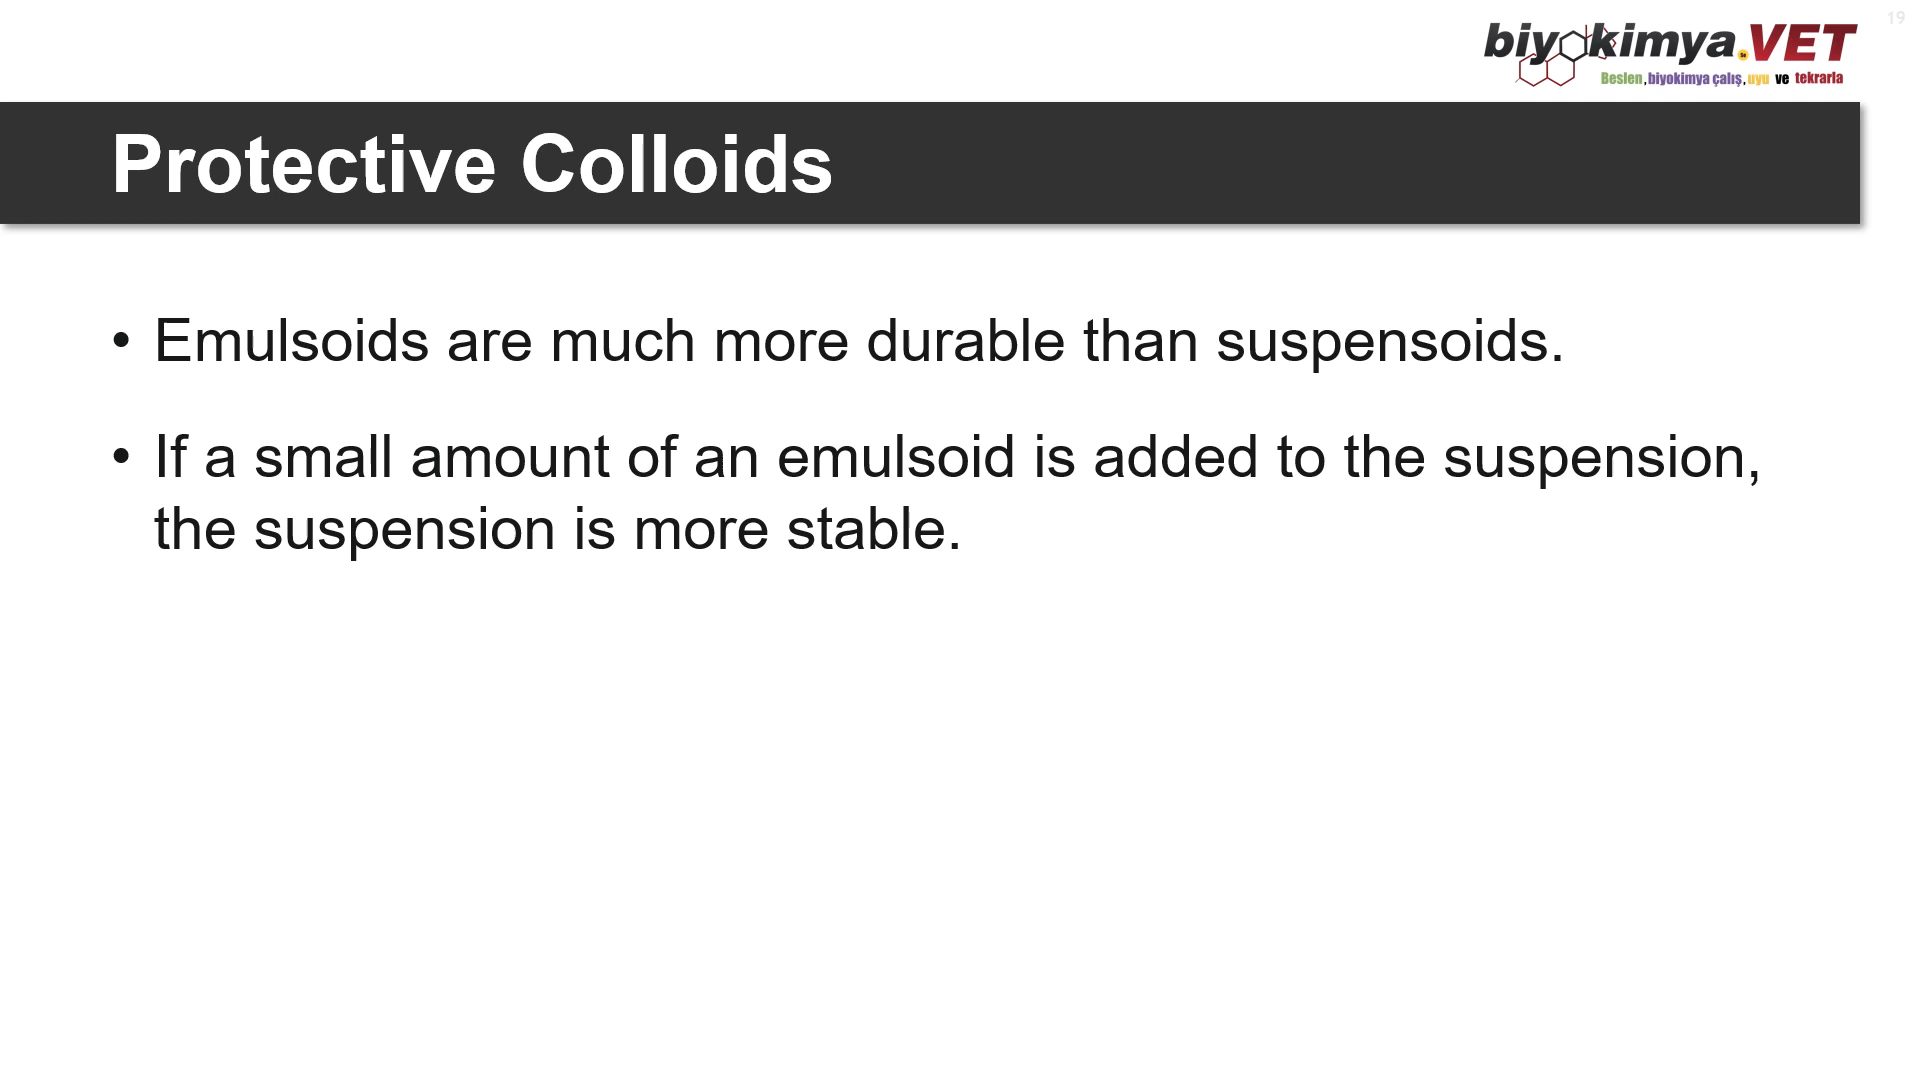 19
biyokimya.VET
Beslen, biyokimya çalış, uyu ve tekrarla
Protective Colloids
• Emulsoids are much more durable than suspensoids.
• If a small amount of an emulsoid is added to the suspension,
the suspension is more stable.